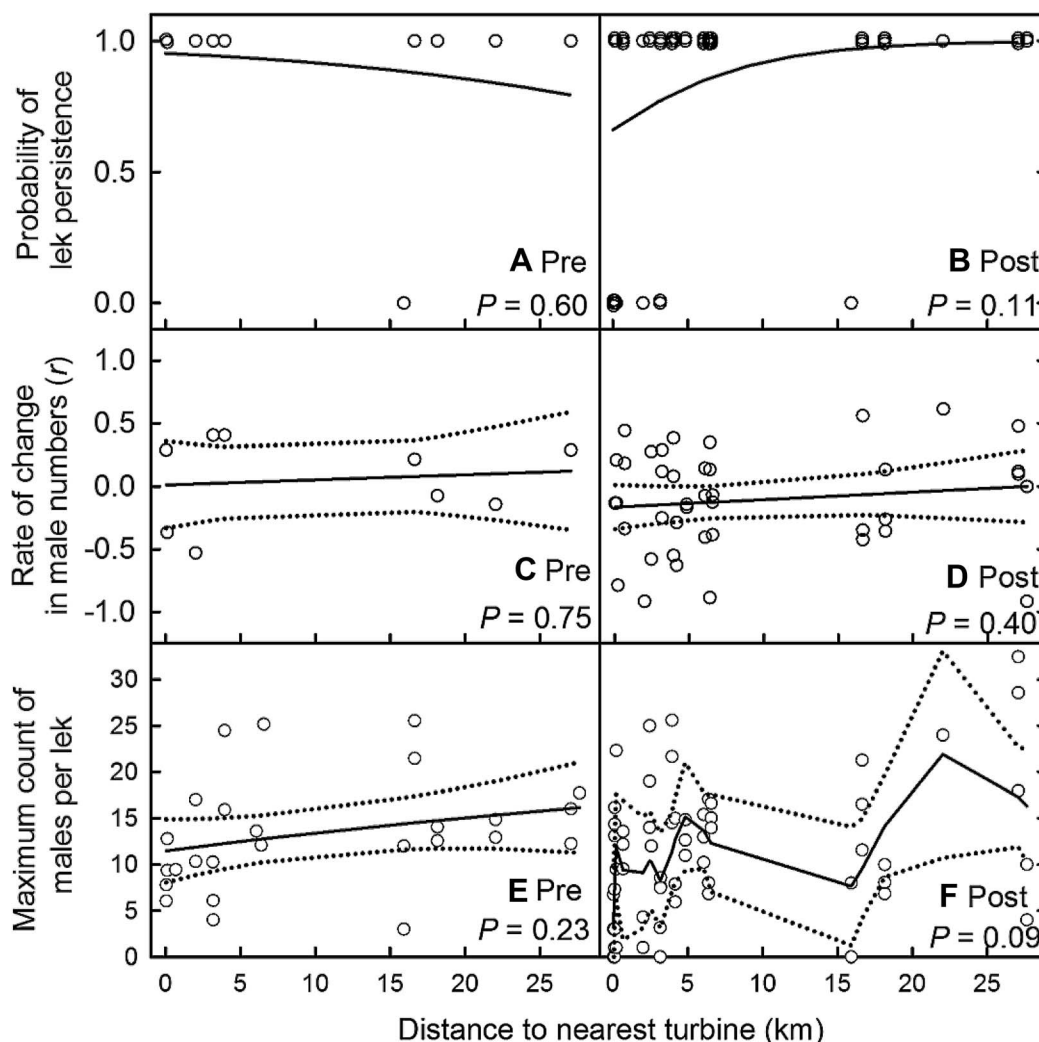 Probability of
lek persistence
1.0
0.5
0.0
A Pre
P = 0.60
B Post
P = 0.11
Rate of change
in male numbers (r)
1.0
0.5
0.0
-0.5
-1.0
C Pre
P = 0.75
D Post
P = 0.40
Maximum count of
males per lek
30
25
20
15
10
5
0
E Pre
P = 0.23
F Post
P = 0.09
0 5 10 15 20 25
0 5 10 15 20 25
Distance to nearest turbine (km)